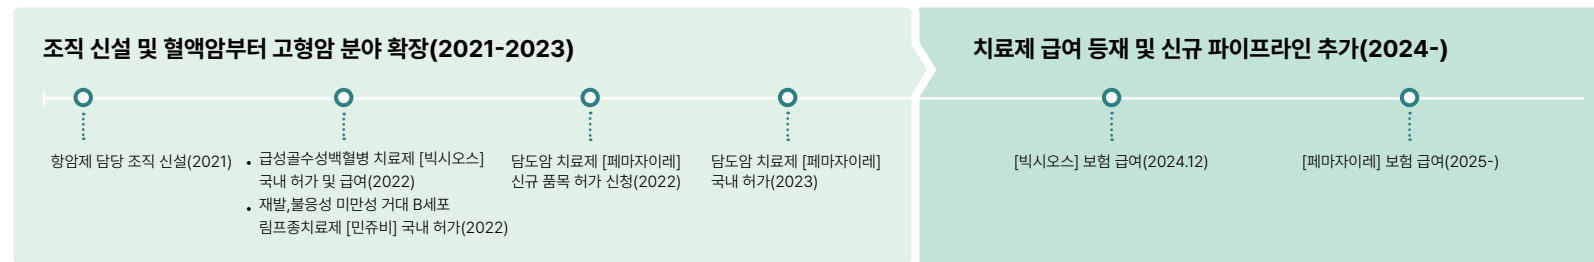 조직 신설 및 혈액암부터 고형암 분야 확장(2021-2023)
항암제 담당 조직 신설(2021)
• 급성골수성백혈병 치료제 [빅시오스]
국내 허가 및 급여(2022)
• 재발,불응성 미만성 거대 B세포
림프종치료제 [민쥬비] 국내 허가(2022)
담도암 치료제 [페마자이레]
신규 품목 허가 신청(2022)
담도암 치료제 [페마자이레]
국내 허가(2023)
치료제 급여 등재 및 신규 파이프라인 추가(2024-)
[빅시오스] 보험 급여(2024.12)
[페마자이레] 보험 급여(2025-)